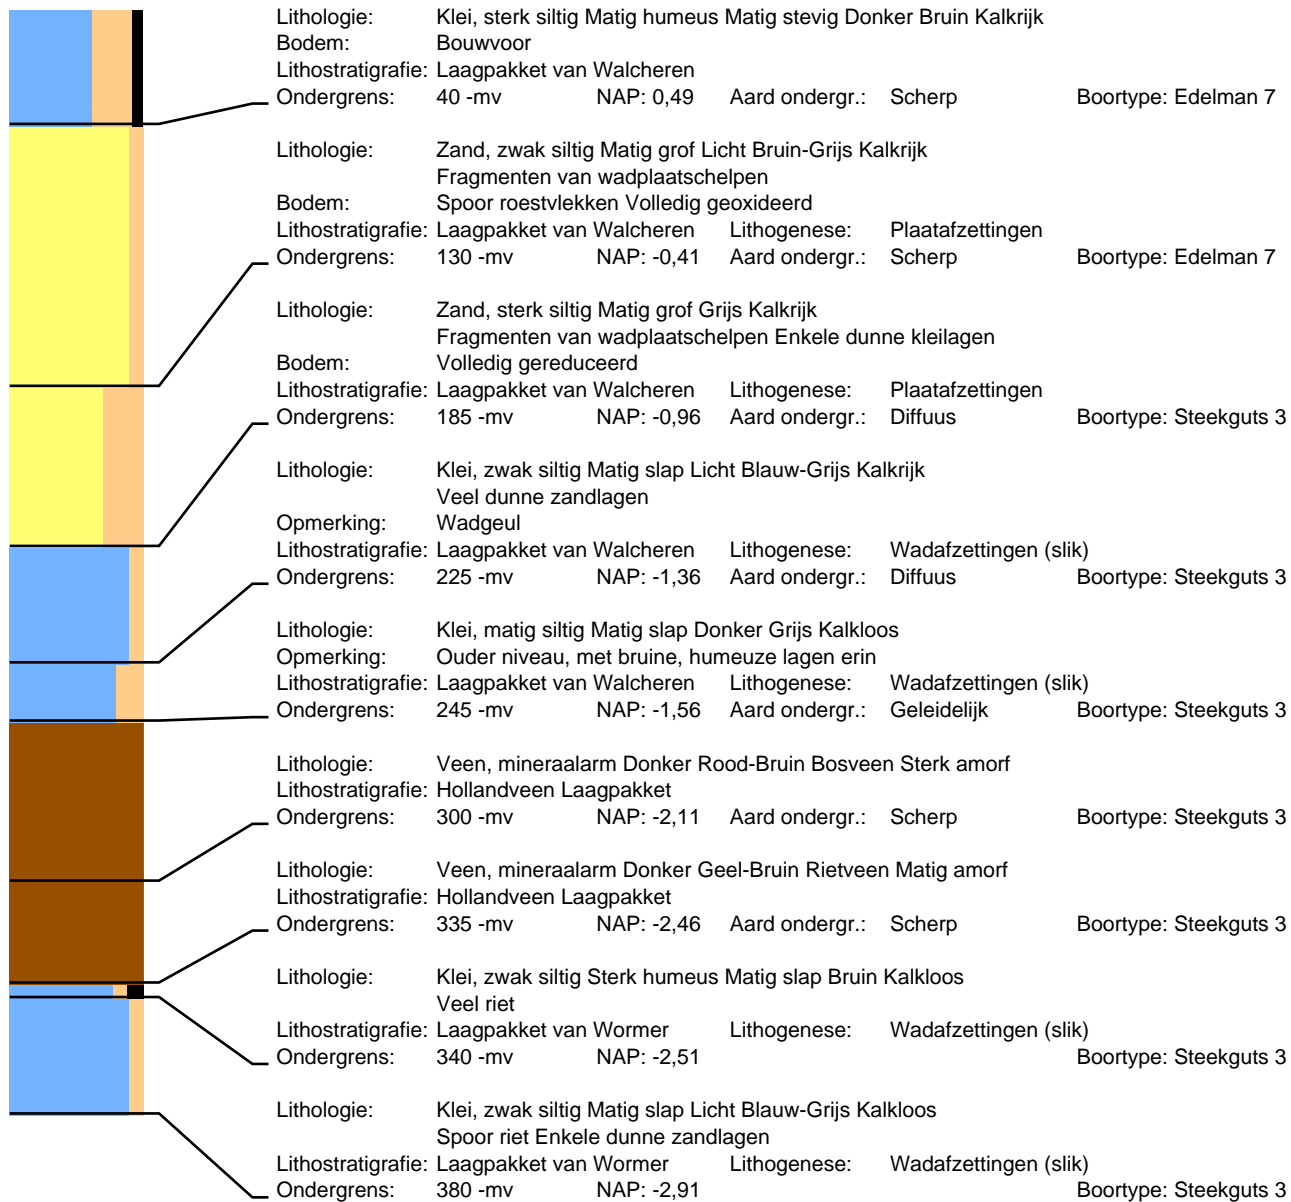 Lithologie: Klei, sterk siltig Matig humeus Matig stevig Donker Bruin Kalkrijk
Bodem: Bouwvoor
Lithostratigrafie: Laagpakket van Walcheren
Ondergrens: 40 -mv NAP: 0,49 Aard ondergr.: Scherp Boortype: Edelman 7
Lithologie: Zand, zwak siltig Matig grof Licht Bruin-Grijs Kalkrijk
Fragmenten van wadplaatschelpen
Bodem: Spoor roestvlekken Volledig geoxideerd
Lithostratigrafie: Laagpakket van Walcheren Lithogenese: Plaatafzettingen
Ondergrens: 130 -mv NAP: -0,41 Aard ondergr.: Scherp Boortype: Edelman 7
Lithologie: Zand, sterk siltig Matig grof Grijs Kalkrijk
Fragmenten van wadplaatschelpen Enkele dunne kleilagen
Bodem: Volledig gereduceerd
Lithostratigrafie: Laagpakket van Walcheren Lithogenese: Plaatafzettingen
Ondergrens: 185 -mv NAP: -0,96 Aard ondergr.: Diffuus Boortype: Steekguts 3
Lithologie: Klei, zwak siltig Matig slap Licht Blauw-Grijs Kalkrijk
Veel dunne zandlagen
Opmerking: Wadgeul
Lithostratigrafie: Laagpakket van Walcheren Lithogenese: Wadafzettingen (slik)
Ondergrens: 225 -mv NAP: -1,36 Aard ondergr.: Diffuus Boortype: Steekguts 3
Lithologie: Klei, matig siltig Matig slap Donker Grijs Kalkloos
Opmerking: Ouder niveau, met bruine, humeuze lagen erin
Lithostratigrafie: Laagpakket van Walcheren Lithogenese: Wadafzettingen (slik)
Ondergrens: 245 -mv NAP: -1,56 Aard ondergr.: Geleidelijk Boortype: Steekguts 3
Lithologie: Veen, mineraalarm Donker Rood-Bruin Bosveen Sterk amorf
Lithostratigrafie: Hollandveen Laagpakket
Ondergrens: 300 -mv NAP: -2,11 Aard ondergr.: Scherp Boortype: Steekguts 3
Lithologie: Veen, mineraalarm Donker Geel-Bruin Rietveen Matig amorf
Lithostratigrafie: Hollandveen Laagpakket
Ondergrens: 335 -mv NAP: -2,46 Aard ondergr.: Scherp Boortype: Steekguts 3
Lithologie: Klei, zwak siltig Sterk humeus Matig slap Bruin Kalkloos
Veel riet
Lithostratigrafie: Laagpakket van Wormer Lithogenese: Wadafzettingen (slik)
Ondergrens: 340 -mv NAP: -2,51 Boortype: Steekguts 3
Lithologie: Klei, zwak siltig Matig slap Licht Blauw-Grijs Kalkloos
Spoor riet Enkele dunne zandlagen
Lithostratigrafie: Laagpakket van Wormer Lithogenese: Wadafzettingen (slik)
Ondergrens: 380 -mv NAP: -2,91 Boortype: Steekguts 3